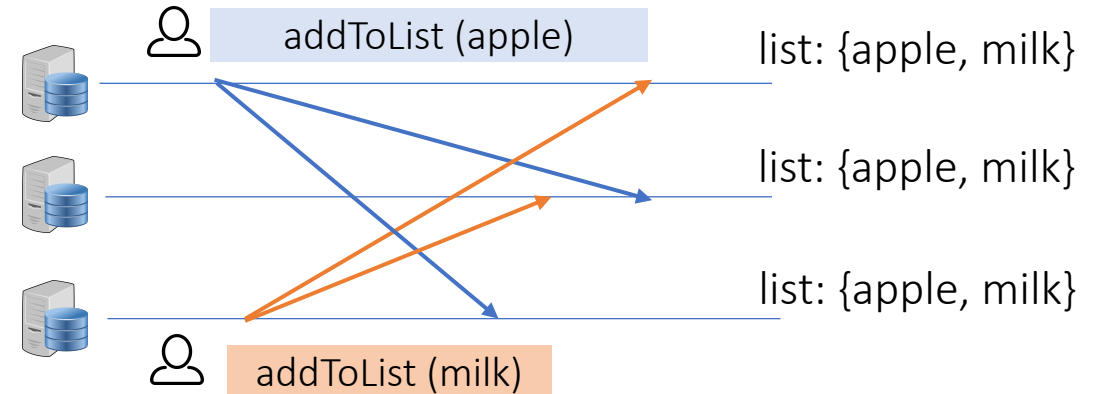 addToList (apple)
list: {apple, milk}
list: {apple, milk}
list: {apple, milk}
addToList (milk)